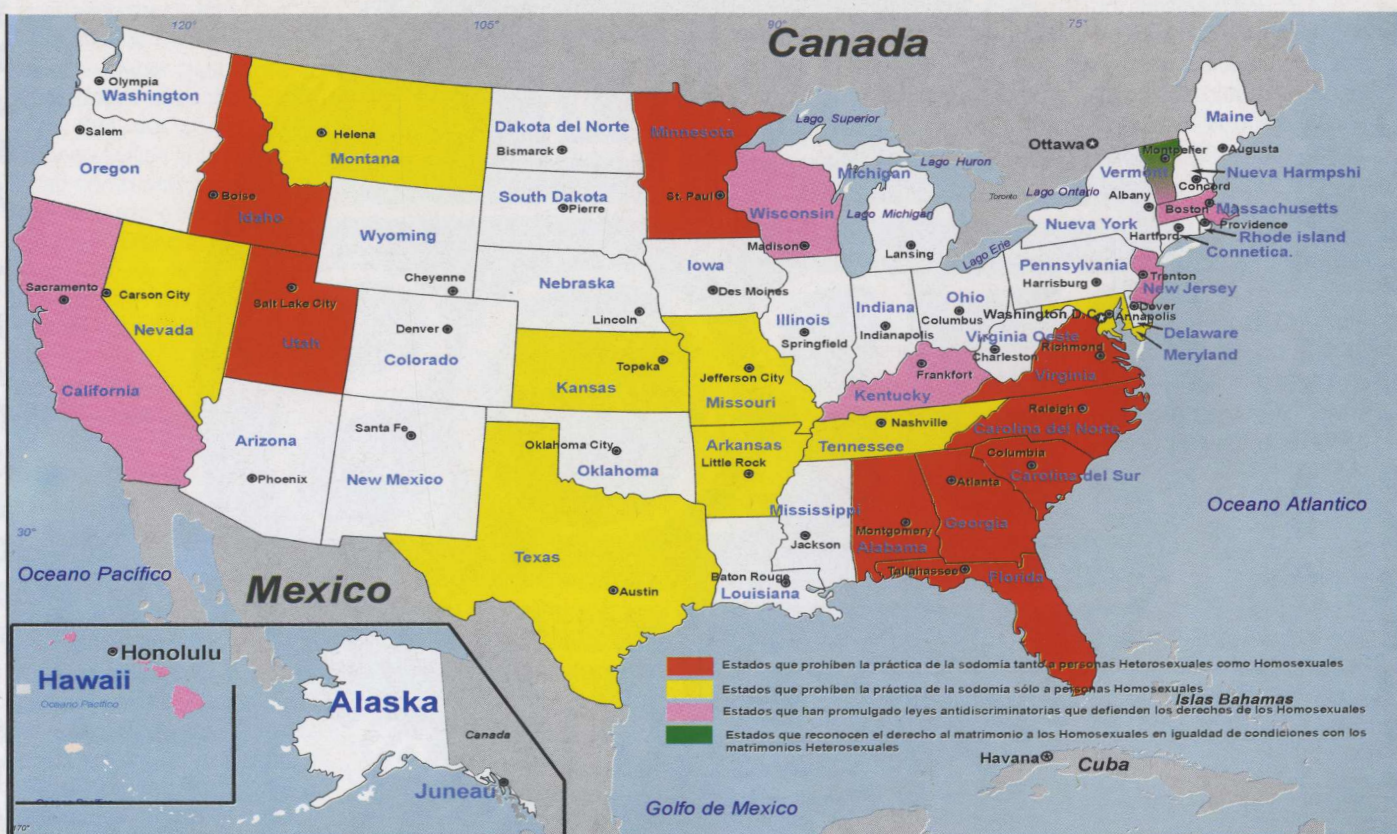 120°
105°
90°
75°
Canada
Olympia
Washington
Salem
Oregon
Helena
Montana
Boise
Idaho
Dakota del Norte
Bismarck
South Dakota
Pierre
Minnesota
St. Paul
Lago Superior
Wisconsin
Madison
Michigan
Lago Michigan
Lansing
Lago Huron
Ottawa
Toronto
Lago Ontario
Lago Erie
Montpelier
Vermont
Maine
Augusta
Nueva Harmpshi
Concord
Albany
Nueva York
Boston
Massachusetts
Providence
Rhode island
Hartford
Connetica.
Wyoming
Cheyenne
Nebraska
Lincoln
Iowa
Des Moines
Illinois
Springfield
Indiana
Indianapolis
Ohio
Columbus
Pennsylvania
Harrisburg
Trenton
New Jersey
Dover
Washington D.C.
Annapolis
Delaware
Meryland
Virginia Oeste
Charleston
Richmond
Virginia
Sacramento
California
Carson City
Nevada
Salt Lake City
Utah
Denver
Colorado
Topeka
Kansas
Jefferson City
Missouri
Frankfort
Kentucky
Nashville
Tennessee
Raleigh
Carolina del Norte
Columbia
Carolina del Sur
Arizona
Phoenix
Santa Fe
New Mexico
Oklahoma City
Oklahoma
Arkansas
Little Rock
Mississippi
Jackson
Montgomery
Alabama
Atlanta
Georgia
Tallahassee
Florida
Texas
Austin
Baton Rouge
Louisiana
30°
Oceano Pacífico
Mexico
Oceano Atlantico
Honolulu
Hawaii
Oceano Pacífico
Alaska
Canada
Juneau
170°
Estados que prohíben la práctica de la sodomía tanto a personas Heterosexuales como Homosexuales
Estados que prohíben la práctica de la sodomía sólo a personas Homosexuales
Estados que han promulgado leyes antidiscriminatorias que defienden los derechos de los Homosexuales
Estados que reconocen el derecho al matrimonio a los Homosexuales en igualdad de condiciones con los
matrimonios Heterosexuales
Islas Bahamas
Havana
Cuba
Golfo de Mexico